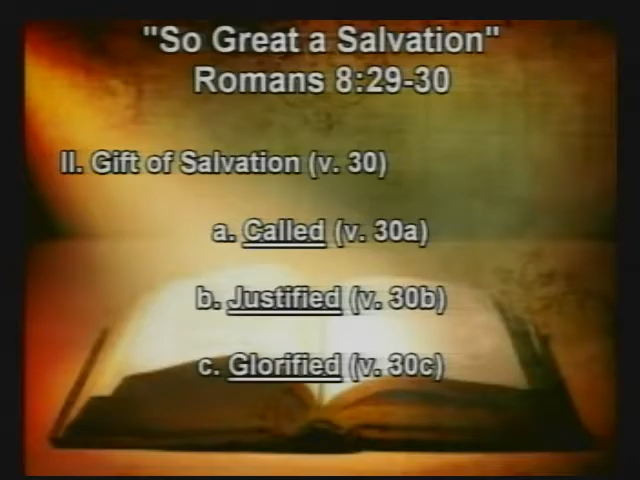 "So Great a Salvation"
Romans 8:29-30
II. Gift of Salvation (v. 30)
a. Called (v. 30a)
b. Justified (v. 30b)
c. Glorified (v. 30c)